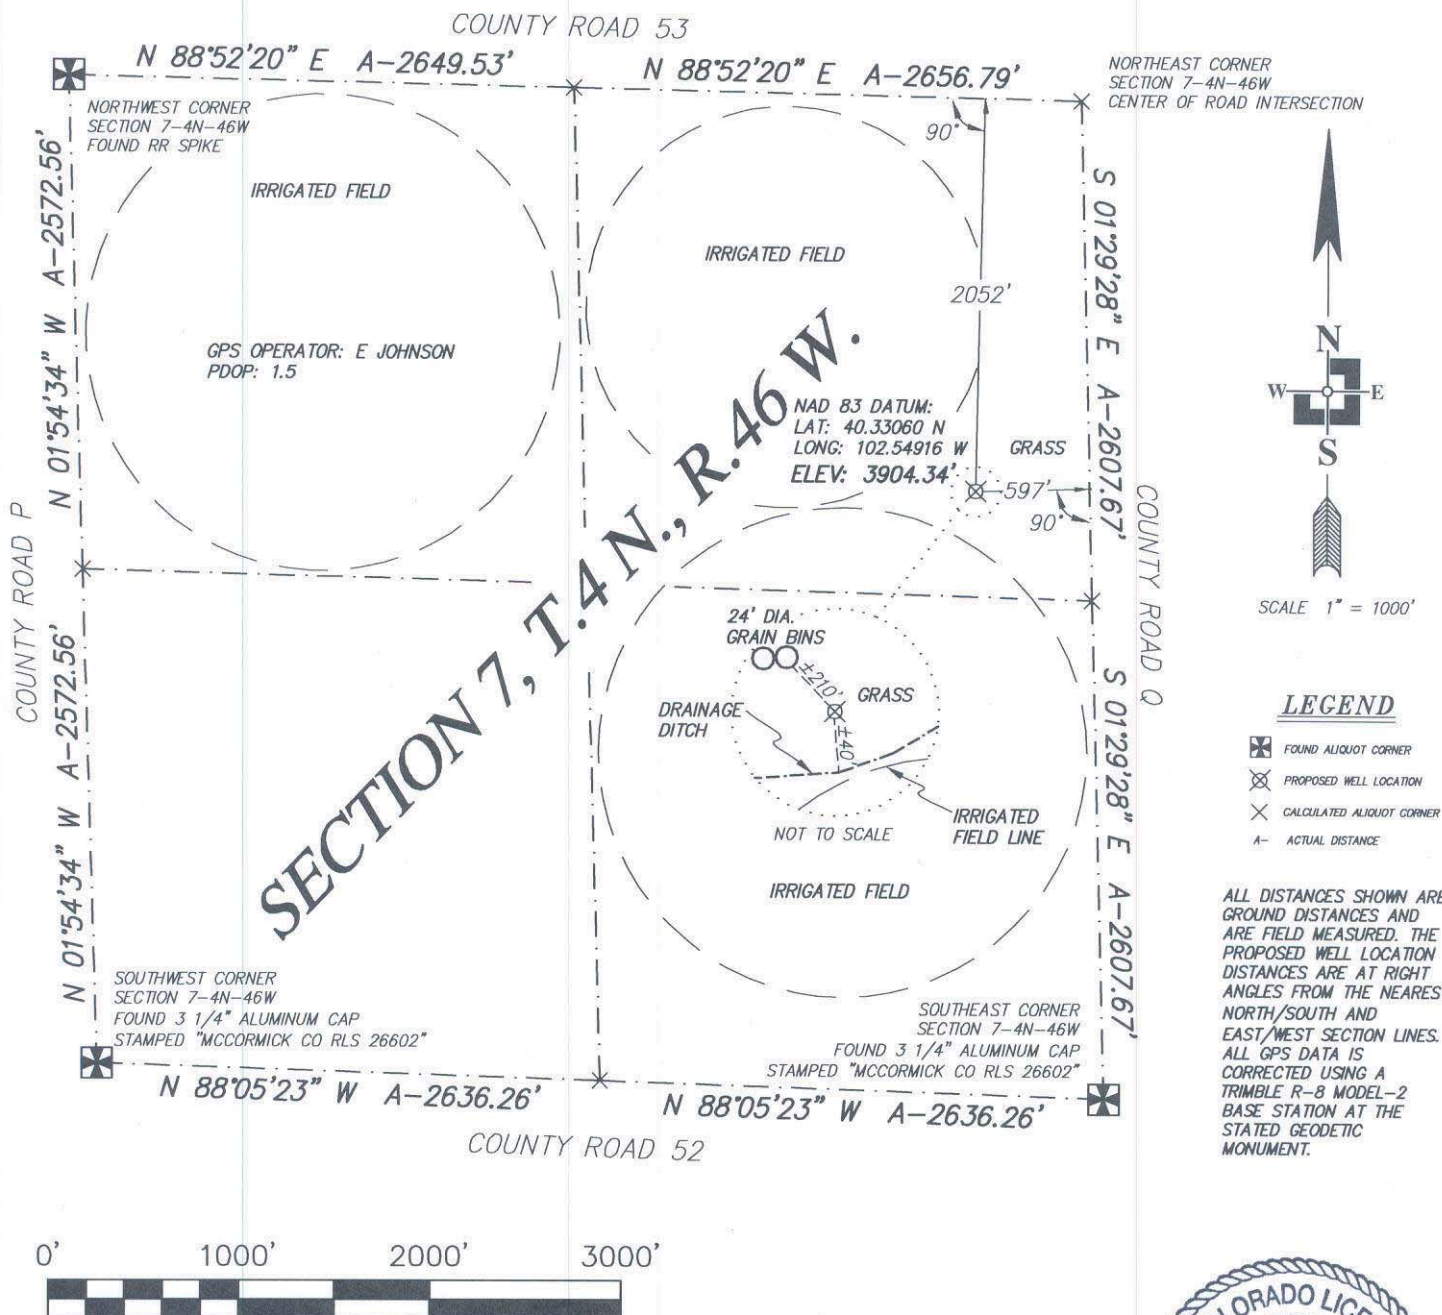 COUNTY ROAD 53
N 88°52'20" E A-2649.53'
N 88°52'20" E A-2656.79'
NORTHEAST CORNER
SECTION 7-4N-46W
CENTER OF ROAD INTERSECTION
NORTHWEST CORNER
SECTION 7-4N-46W
FOUND RR SPIKE
90°
N 01°54'34" W A-2572.56'
IRRIGATED FIELD
IRRIGATED FIELD
S 01°29'28" E A-2607.67'
2052'
GPS OPERATOR: E JOHNSON
PDOP: 1.5
N
W E
S
NAD 83 DATUM:
LAT: 40.33060 N
LONG: 102.54916 W
ELEV: 3904.34'
GRASS
597'
90°
SECTION 7, T.4 N., R.46 W.
COUNTY ROAD P
COUNTY ROAD Q
SCALE 1" = 1000'
24' DIA.
GRAIN BINS
±210'
GRASS
±40'
DRAINAGE
DITCH
IRRIGATED
FIELD LINE
NOT TO SCALE
IRRIGATED FIELD
N 01°54'34" W A-2572.56'
S 01°29'28" E A-2607.67'
LEGEND
FOUND ALIQUOT CORNER
PROPOSED WELL LOCATION
CALCULATED ALIQUOT CORNER
A- ACTUAL DISTANCE
ALL DISTANCES SHOWN ARE
GROUND DISTANCES AND
ARE FIELD MEASURED. THE
PROPOSED WELL LOCATION
DISTANCES ARE AT RIGHT
ANGLES FROM THE NEARES
NORTH/SOUTH AND
EAST/WEST SECTION LINES.
ALL GPS DATA IS
CORRECTED USING A
TRIMBLE R-8 MODEL-2
BASE STATION AT THE
STATED GEODETIC
MONUMENT.
SOUTHWEST CORNER
SECTION 7-4N-46W
FOUND 3 1/4" ALUMINUM CAP
STAMPED "MCCORMICK CO RLS 26602"
SOUTHEAST CORNER
SECTION 7-4N-46W
FOUND 3 1/4" ALUMINUM CAP
STAMPED "MCCORMICK CO RLS 26602"
N 88°05'23" W A-2636.26'
N 88°05'23" W A-2636.26'
COUNTY ROAD 52
0' 1000' 2000' 3000'
LORADO LICE